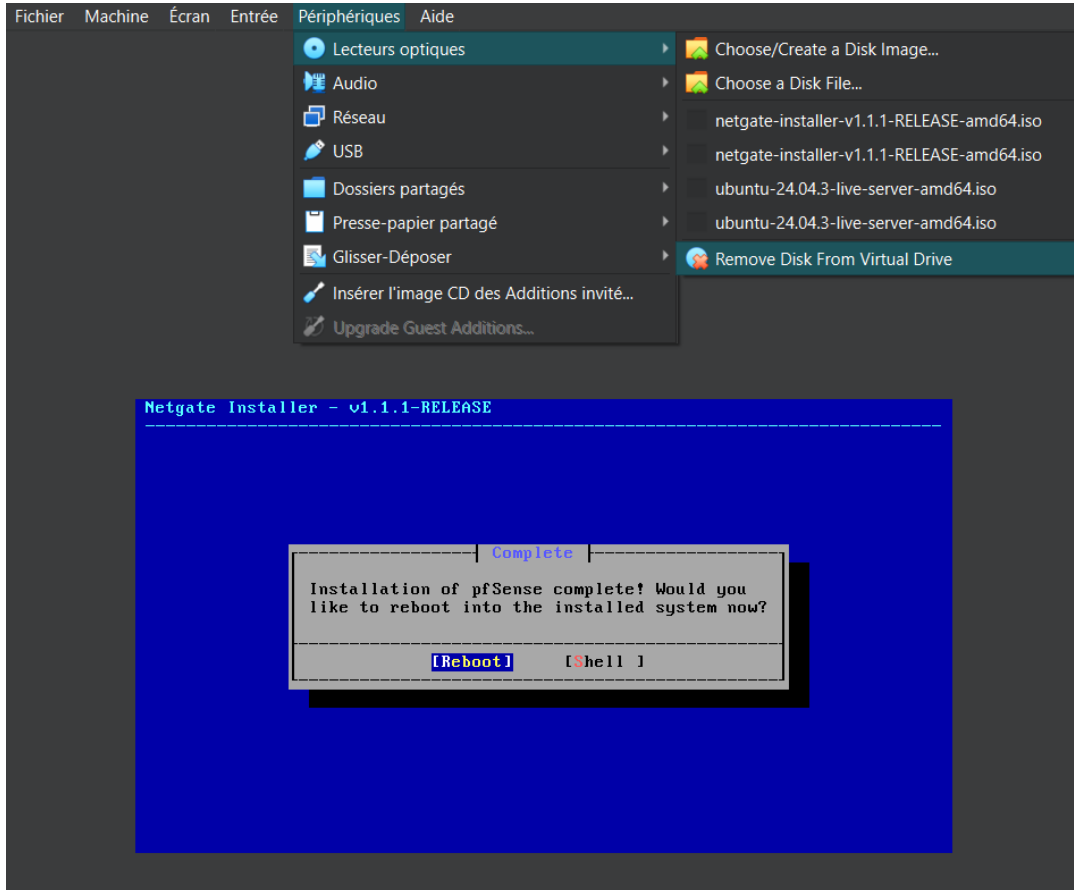 Fichier Machine Écran Entrée Périphériques Aide
Lecteurs optiques
Audio
Réseau
USB
Dossiers partagés
Presse-papier partagé
Glisser-Déposer
Insérer l'image CD des Additions invité...
Upgrade Guest Additions...
Choose/Create a Disk Image...
Choose a Disk File...
netgate-installer-v1.1.1-RELEASE-amd64.iso
netgate-installer-v1.1.1-RELEASE-amd64.iso
ubuntu-24.04.3-live-server-amd64.iso
ubuntu-24.04.3-live-server-amd64.iso
Remove Disk From Virtual Drive
Netgate Installer - v1.1.1-RELEASE
Complete
Installation of pfSense complete! Would you
like to reboot into the installed system now?
[Reboot] [Shell ]